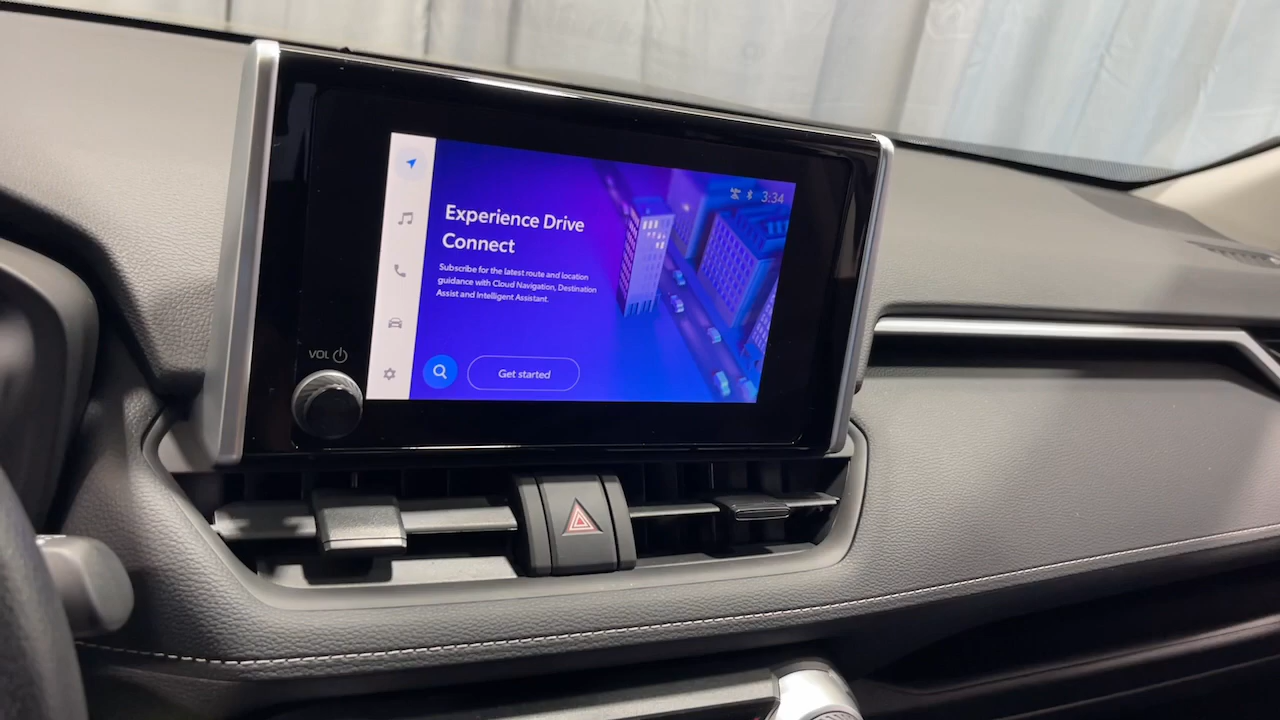 3:34
Experience Drive
Connect
Subscribe for the latest route and location
guidance with Cloud Navigation, Destination
Assist and Intelligent Assistant.
VOL
Get started